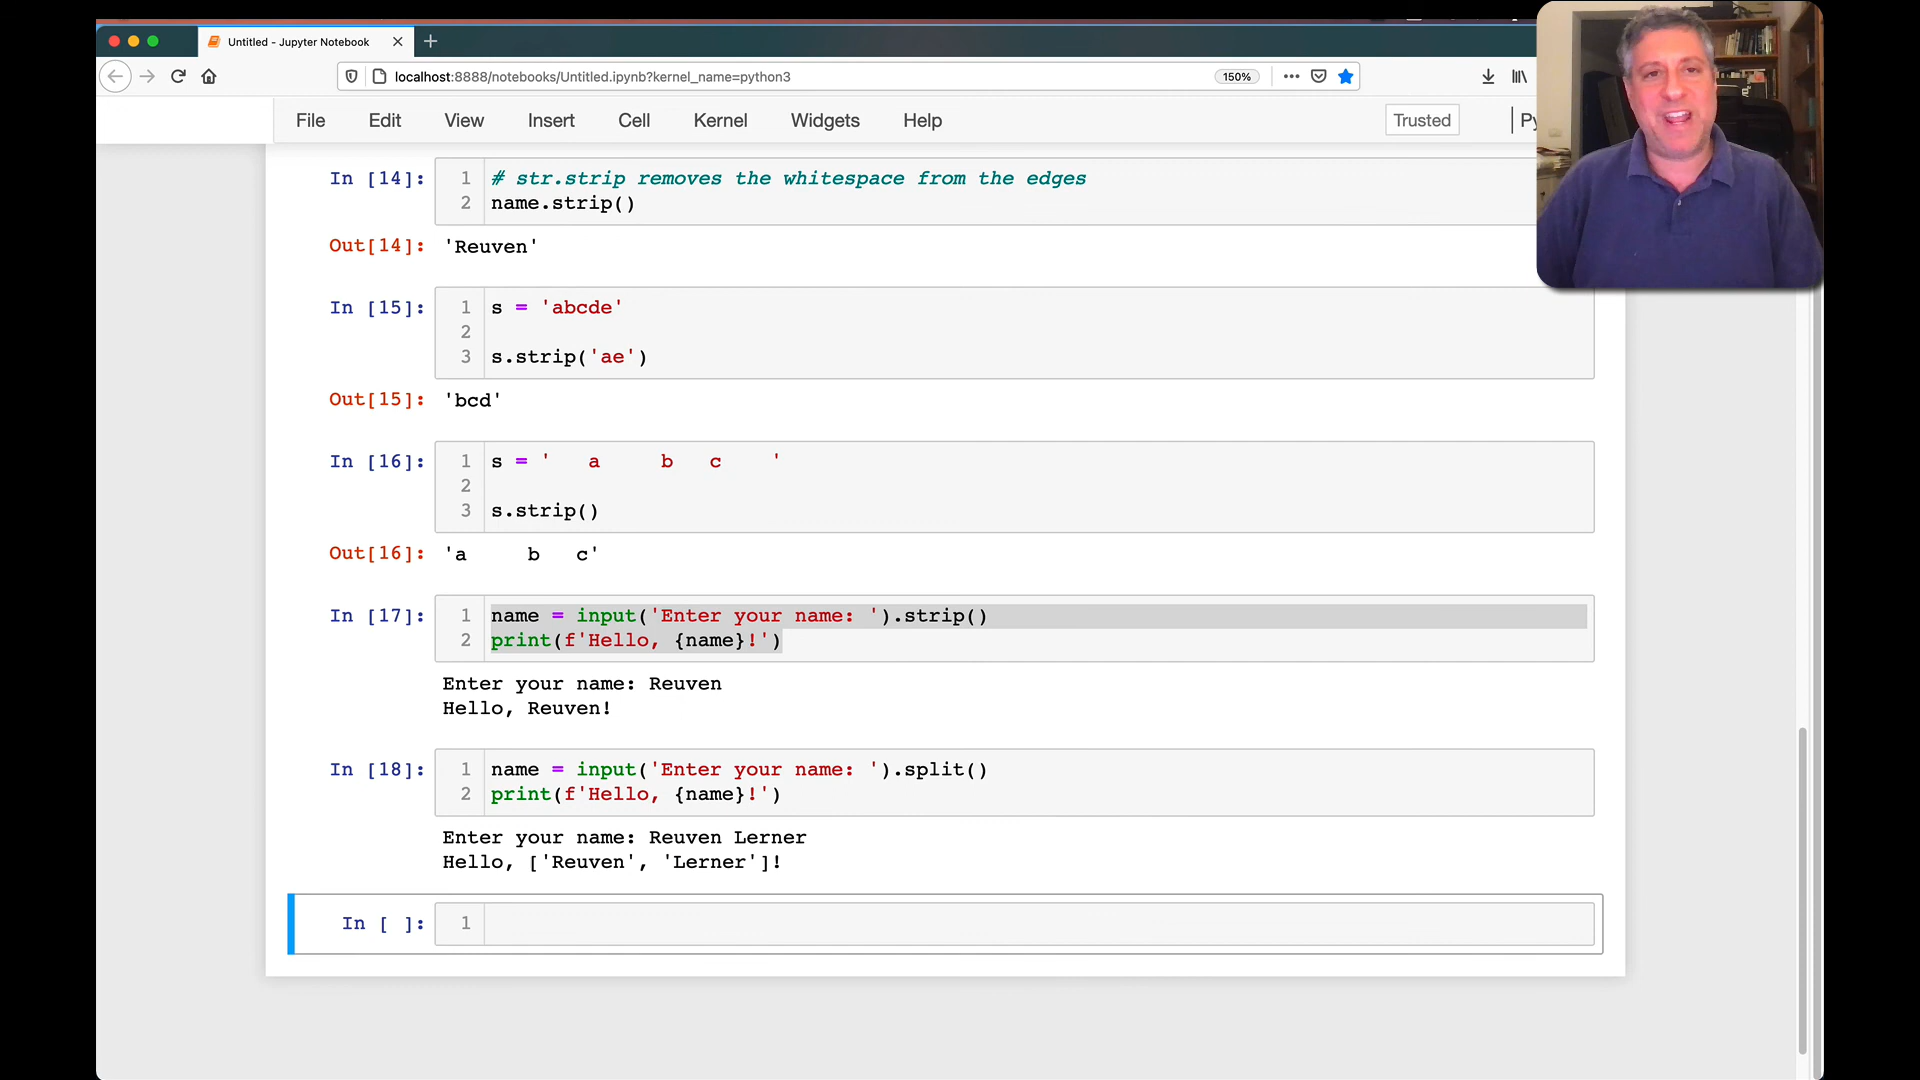 Untitled - Jupyter Notebook
localhost:8888/notebooks/Untitled.ipynb?kernel_name=python3 150%
File Edit View Insert Cell Kernel Widgets Help Trusted Py
In [14]: 1 # str.strip removes the whitespace from the edges
2 name.strip()
Out[14]: 'Reuven'
In [15]: 1 s = 'abcde'
2
3 s.strip('ae')
Out[15]: 'bcd'
In [16]: 1 s = '   a     b   c    '
2
3 s.strip()
Out[16]: 'a     b   c'
In [17]: 1 name = input('Enter your name: ').strip()
2 print(f'Hello, {name}!')
Enter your name: Reuven
Hello, Reuven!
In [18]: 1 name = input('Enter your name: ').split()
2 print(f'Hello, {name}!')
Enter your name: Reuven Lerner
Hello, ['Reuven', 'Lerner']!
In [ ]: 1